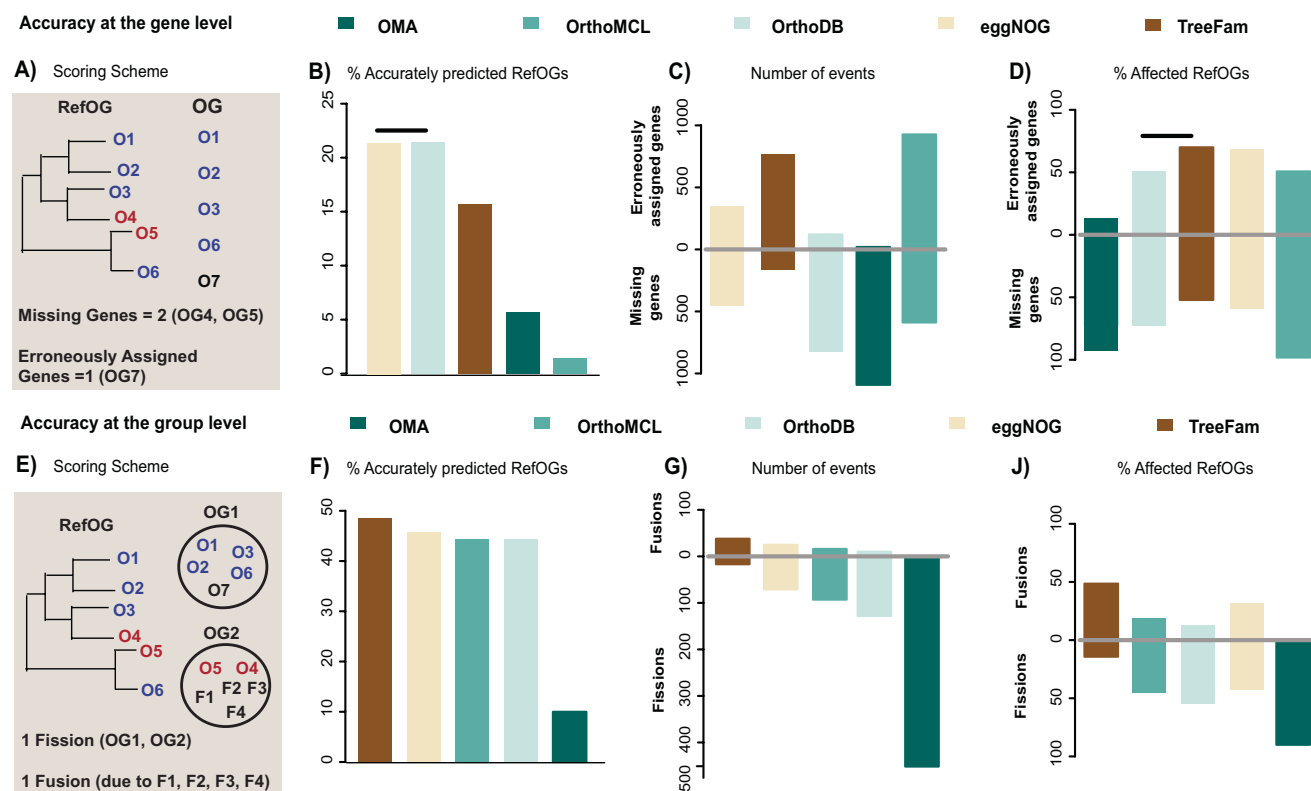 Accuracy at the gene level
OMA OrthoMCL OrthoDB eggNOG TreeFam
A) Scoring Scheme
RefOG OG
O1 O1
O2 O2
O3 O3
O4
O5
O6 O6
O7
Missing Genes = 2 (OG4, OG5)
Erroneously Assigned
Genes =1 (OG7)
B) % Accurately predicted RefOGs
25
20
15
10
5
0
C) Number of events
Erroneously
assigned genes
Missing
genes
1000
500
0
500
1000
D) % Affected RefOGs
Erroneously
assigned genes
Missing
genes
100
50
0
50
100
Accuracy at the group level
OMA OrthoMCL OrthoDB eggNOG TreeFam
E) Scoring Scheme
RefOG
O1
O2
O3
O4
O5
O6
OG1
O1 O3
O2 O6
O7
OG2
O5 O4
F1 F2 F3
F4
1 Fission (OG1, OG2)
1 Fusion (due to F1, F2, F3, F4)
F) % Accurately predicted RefOGs
50
40
30
20
10
0
G) Number of events
Fusions
Fissions
100
0
100
200
300
400
500
J) % Affected RefOGs
Fusions
Fissions
100
50
0
50
100